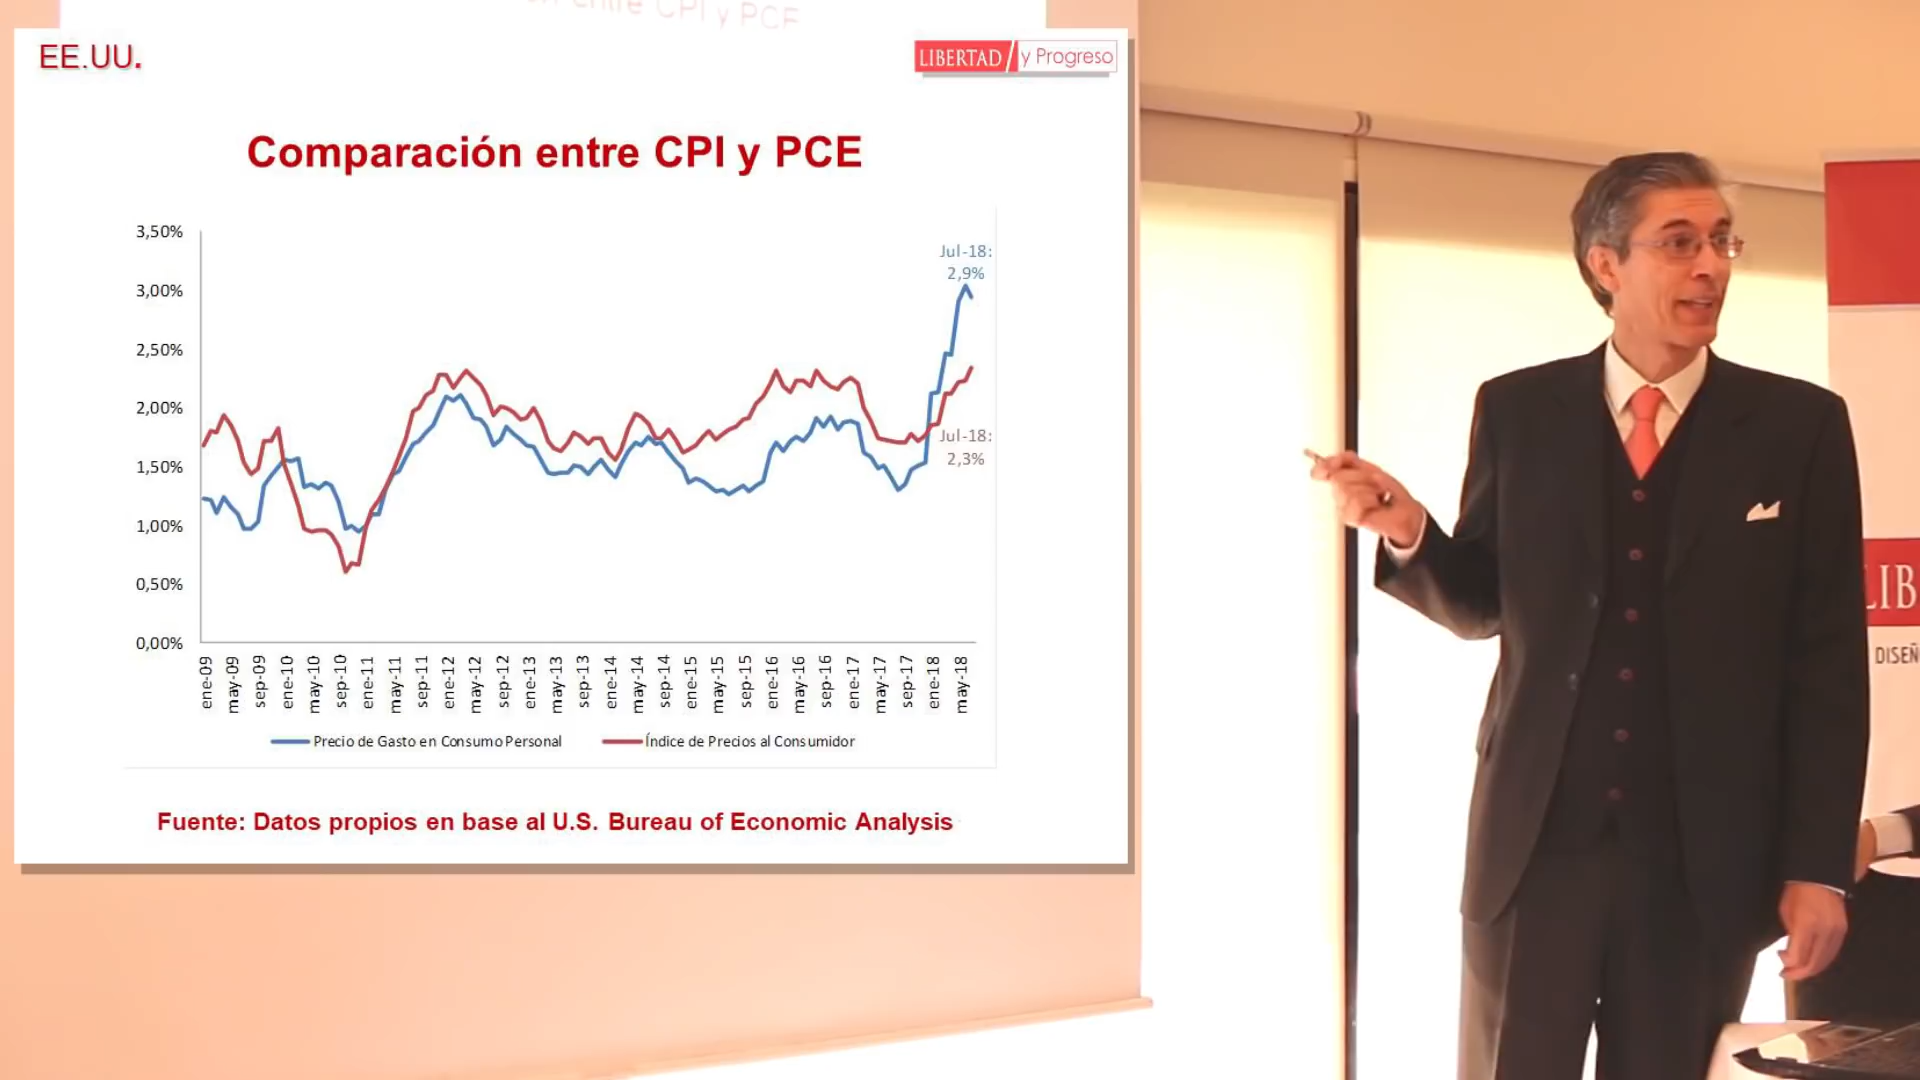 entre CPI y PCE
EE.UU.
LIBERTAD y Progreso
Comparación entre CPI y PCE
3,50%
3,00%
2,50%
2,00%
1,50%
1,00%
0,50%
0,00%
Jul-18:
2,9%
Jul-18:
2,3%
ene-09
may-09
sep-09
ene-10
may-10
sep-10
ene-11
may-11
sep-11
ene-12
may-12
sep-12
ene-13
may-13
sep-13
ene-14
may-14
sep-14
ene-15
may-15
sep-15
ene-16
may-16
sep-16
ene-17
may-17
sep-17
ene-18
may-18
Precio de Gasto en Consumo Personal
Índice de Precios al Consumidor
Fuente: Datos propios en base al U.S. Bureau of Economic Analysis
LIB
DISEÑ